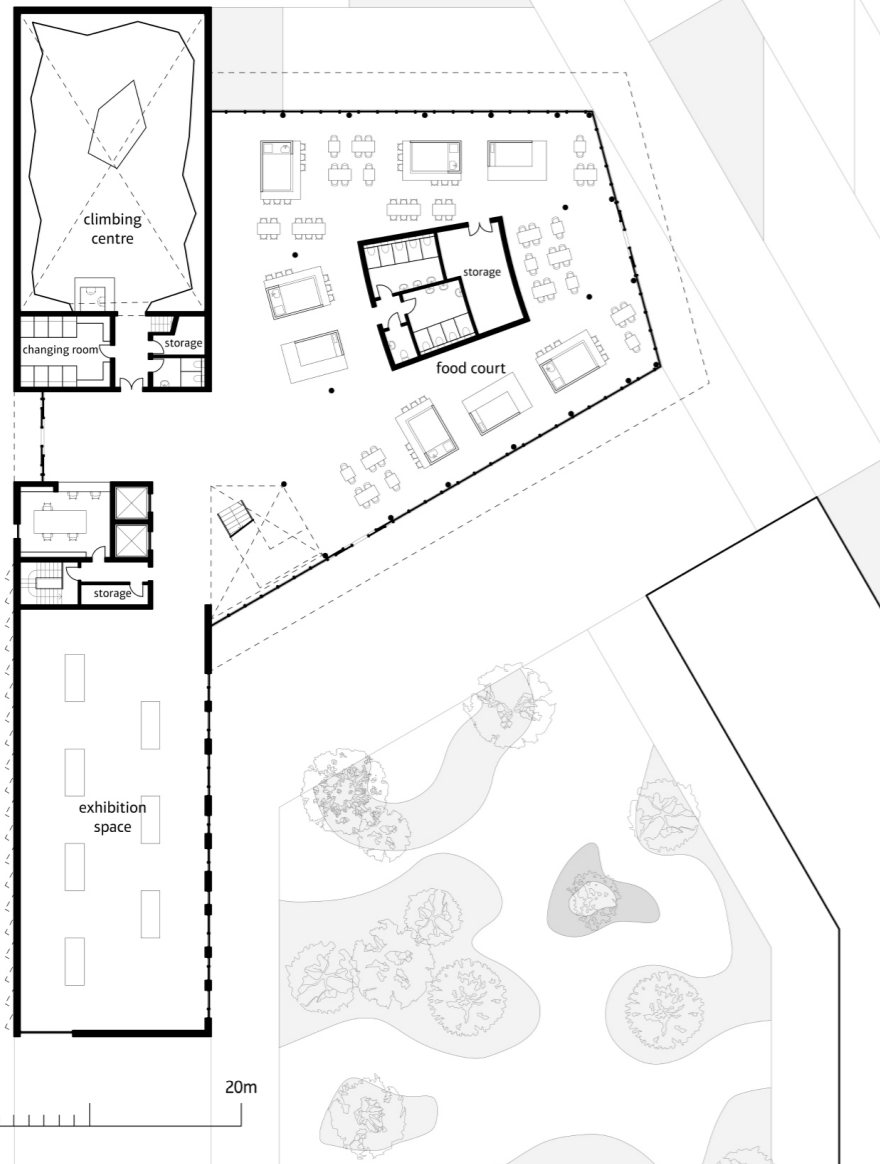 climbing
centre
storage
changing room
storage
food court
storage
exhibition
space
20m